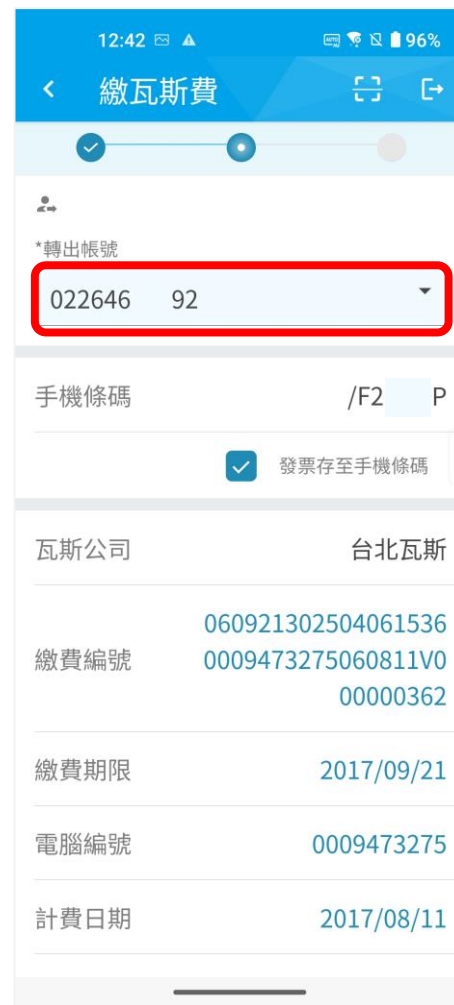 12:42 96%
繳瓦斯費
*轉出帳號
022646 92
手機條碼 /F2 P
發票存至手機條碼
瓦斯公司 台北瓦斯
060921302504061536
繳費編號 0009473275060811V0
00000362
繳費期限 2017/09/21
電腦編號 0009473275
計費日期 2017/08/11